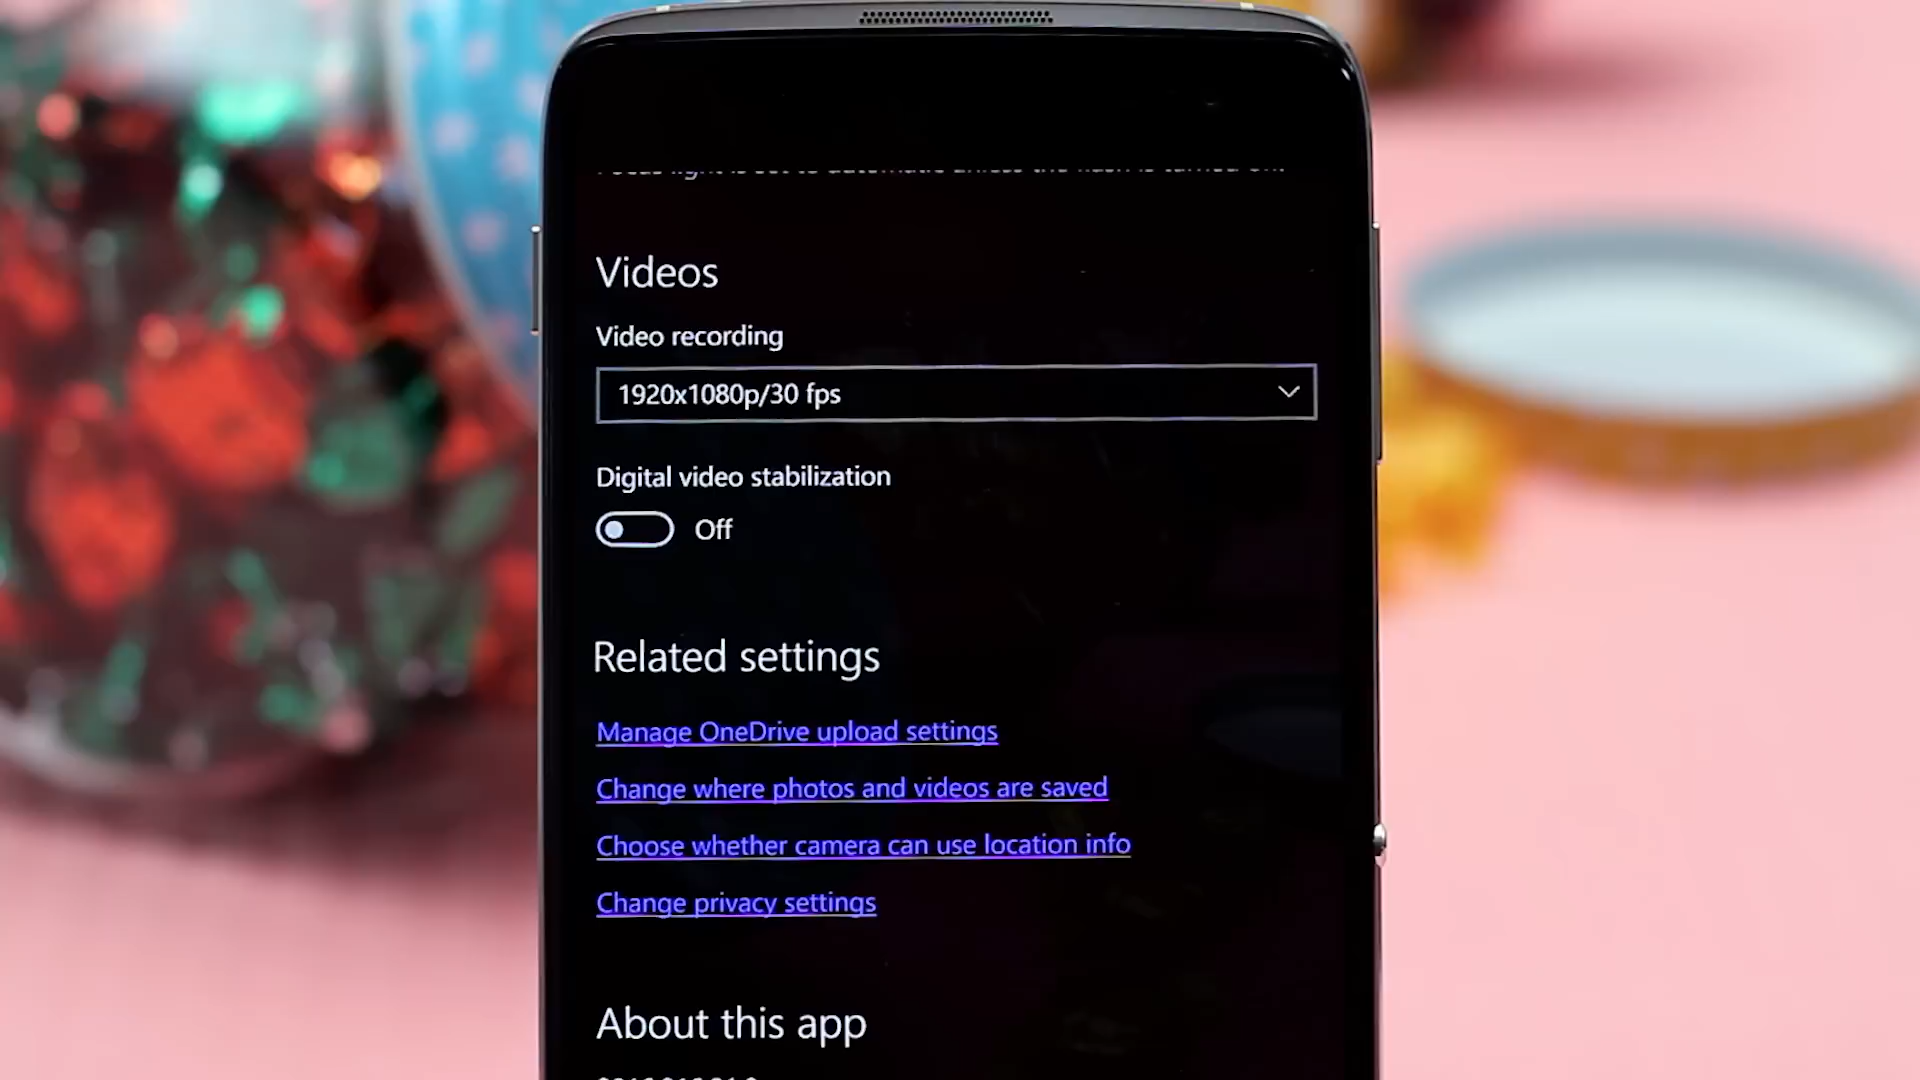 Videos
Video recording
1920x1080p/30 fps
Digital video stabilization
Off
Related settings
Manage OneDrive upload settings
Change where photos and videos are saved
Choose whether camera can use location info
Change privacy settings
About this app